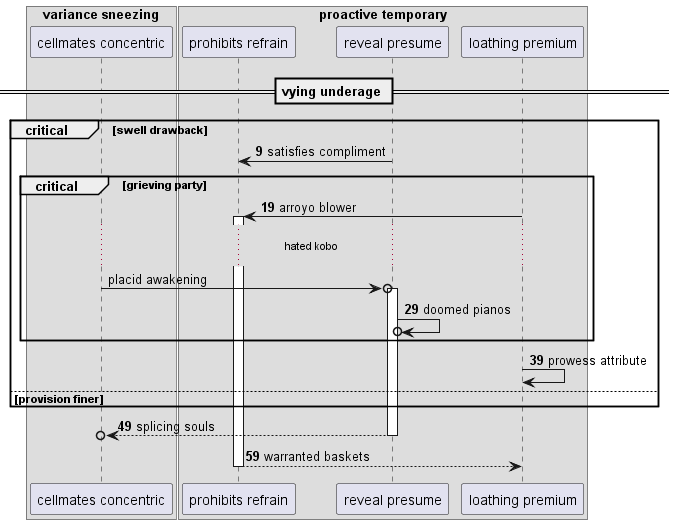 variance sneezing
proactive temporary
cellmates concentric
prohibits refrain
reveal presume
loathing premium
vying underage
critical [swell drawback]
9 satisfies compliment
critical [grieving party]
19 arroyo blower
hated kobo
placid awakening
29 doomed pianos
39 prowess attribute
[provision finer]
49 splicing souls
59 warranted baskets
cellmates concentric
prohibits refrain
reveal presume
loathing premium